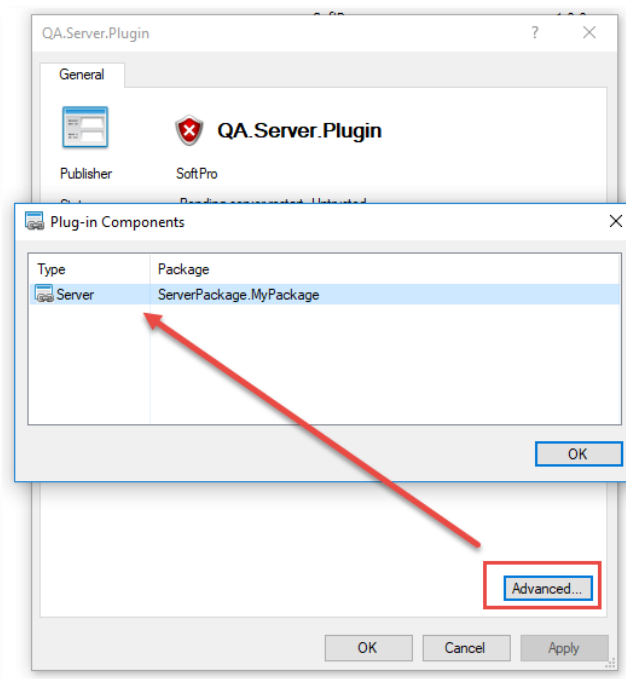 QA.Server.Plugin ?
General
QA.Server.Plugin
Publisher SoftPro
Plug-in Components
Type Package
Server ServerPackage.MyPackage
OK
Advanced...
OK Cancel Apply